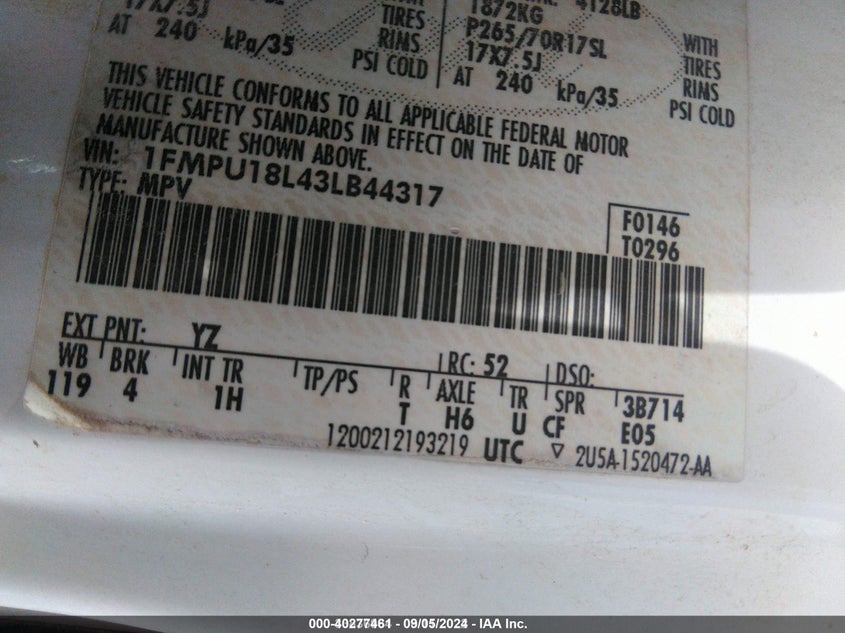 17X7.5J
AT 240 kPa/35
TIRES
RIMS
PSI COLD
4128LB
1872KG
P265/70R17SL
17X7.5J
AT 240 kPa/35
WITH
TIRES
RIMS
PSI COLD
THIS VEHICLE CONFORMS TO ALL APPLICABLE FEDERAL MOTOR
VEHICLE SAFETY STANDARDS IN EFFECT ON THE DATE OF
MANUFACTURE SHOWN ABOVE.
VIN: 1FMPU18L43LB44317
TYPE: MPV
F0146
T0296
EXT PNT: YZ RC: 52 DSO:
WB BRK INT TR TP/PS R AXLE TR SPR 3B714
119 4 1H T H6 U CF E05
1200212193219 UTC ▽ 2U5A-1520472-AA
000-40277461 - 09/05/2024 - IAA Inc.